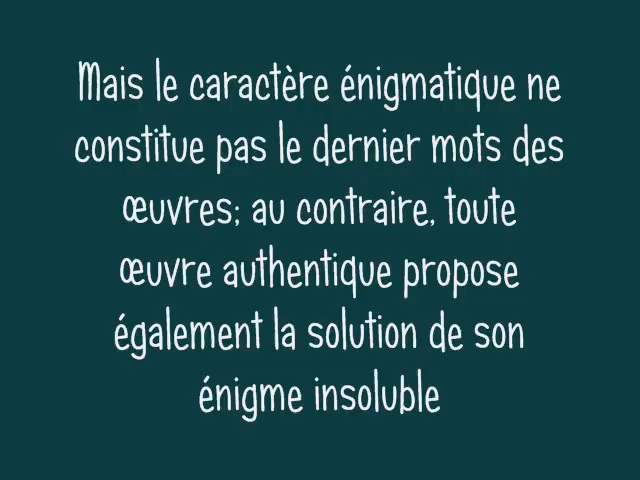 Mais le caractère énigmatique ne
constitue pas le dernier mots des
œuvres; au contraire, toute
œuvre authentique propose
également la solution de son
énigme insoluble